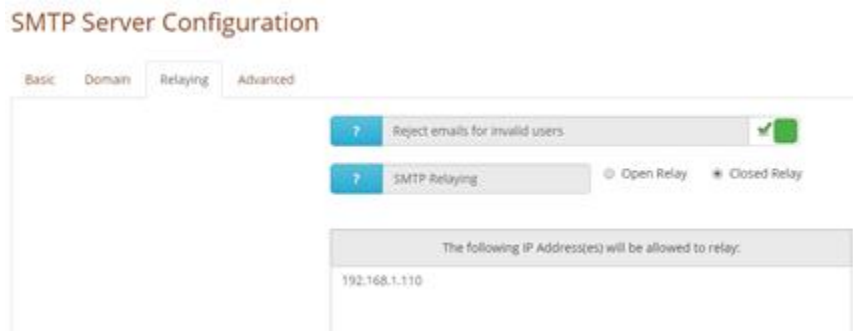 SMTP Server Configuration
Basic Domain Relaying Advanced
? Reject emails for invalid users
? SMTP Relaying Open Relay Closed Relay
The following IP Address(es) will be allowed to relay:
192.168.1.110